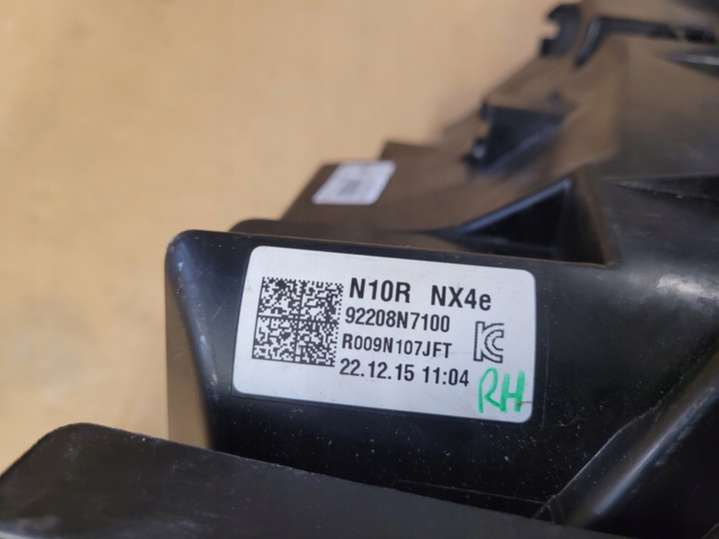 N10R NX4e
92208N7100
R009N107JFT
22.12.15 11:04
RH